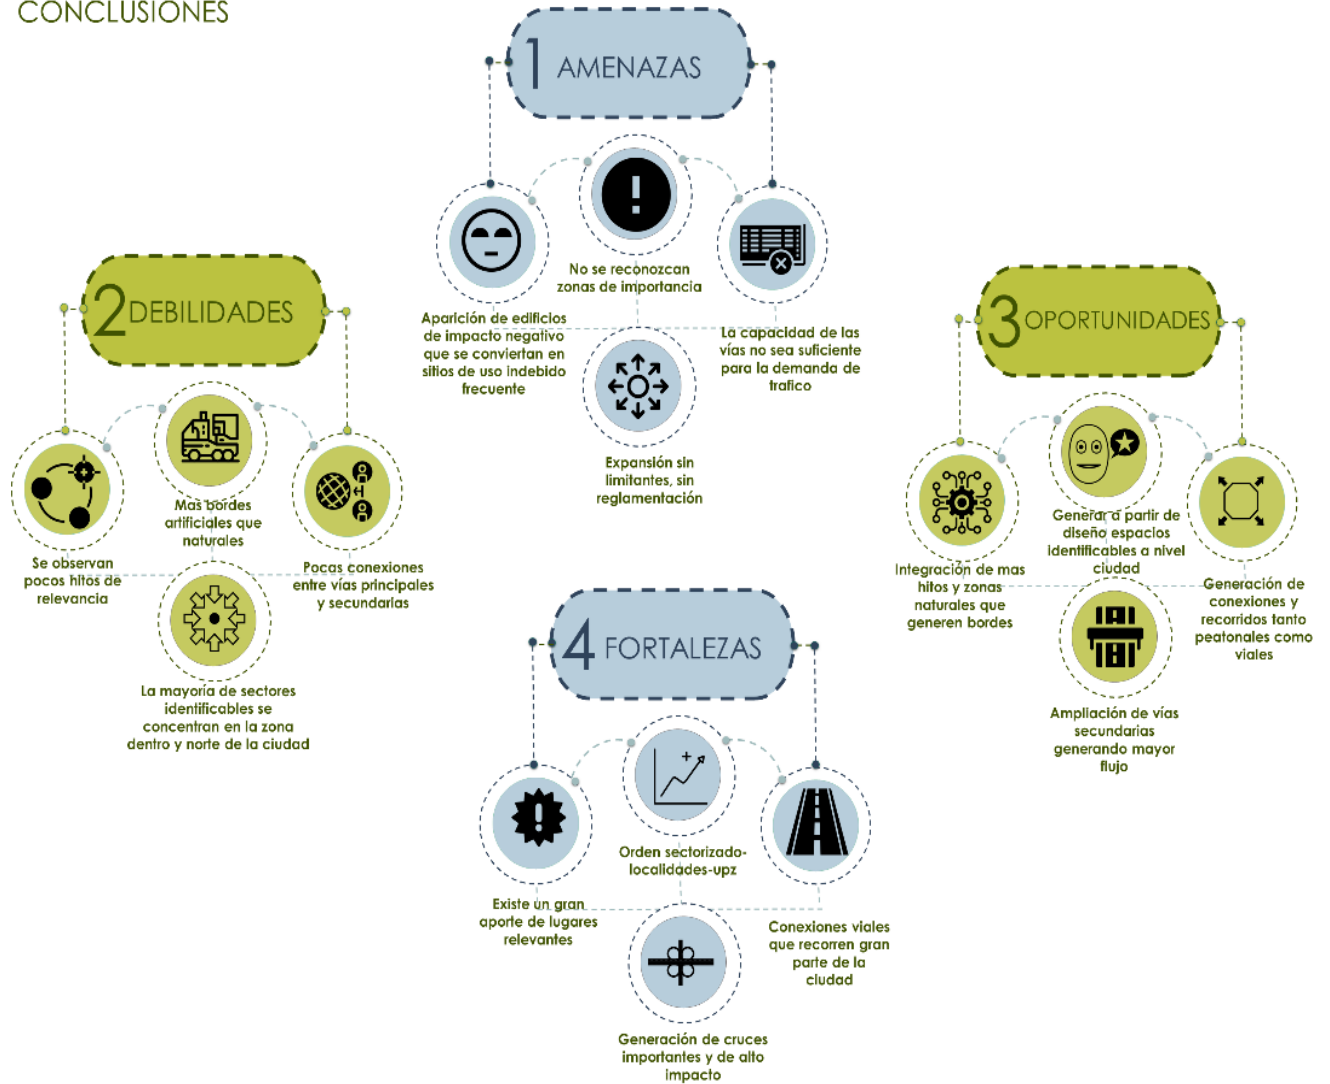 CONCLUSIONES
1 AMENAZAS
No se reconozcan
zonas de importancia
Aparición de edificios
de impacto negativo
que se conviertan en
sitios de uso indebido
frecuente
La capacidad de las
vías no sea suficiente
para la demanda de
trafico
Expansión sin
limitantes, sin
reglamentación
2 DEBILIDADES
Mas bordes
artificiales que
naturales
Se observan
pocos hitos de
relevancia
Pocas conexiones
entre vías principales
y secundarias
La mayoría de sectores
identificables se
concentran en la zona
dentro y norte de la ciudad
3 OPORTUNIDADES
Generar a partir de
diseño espacios
identificables a nivel
ciudad
Integración de mas
hitos y zonas
naturales que
generen bordes
Generación de
conexiones y
recorridos tanto
peatonales como
viales
Ampliación de vías
secundarias
generando mayor
flujo
4 FORTALEZAS
Orden sectorizado-
localidades-upz
Existe un gran
aporte de lugares
relevantes
Conexiones viales
que recorren gran
parte de la
ciudad
Generación de cruces
importantes y de alto
impacto